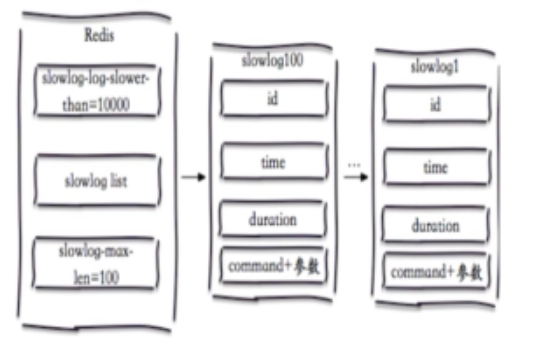 Redis
slowlog-log-slower-
than=10000
slowlog list
slowlog-max-
len=100
slowlog100
id
time
duration
command+参数
...
slowlog1
id
time
duration
command+参数